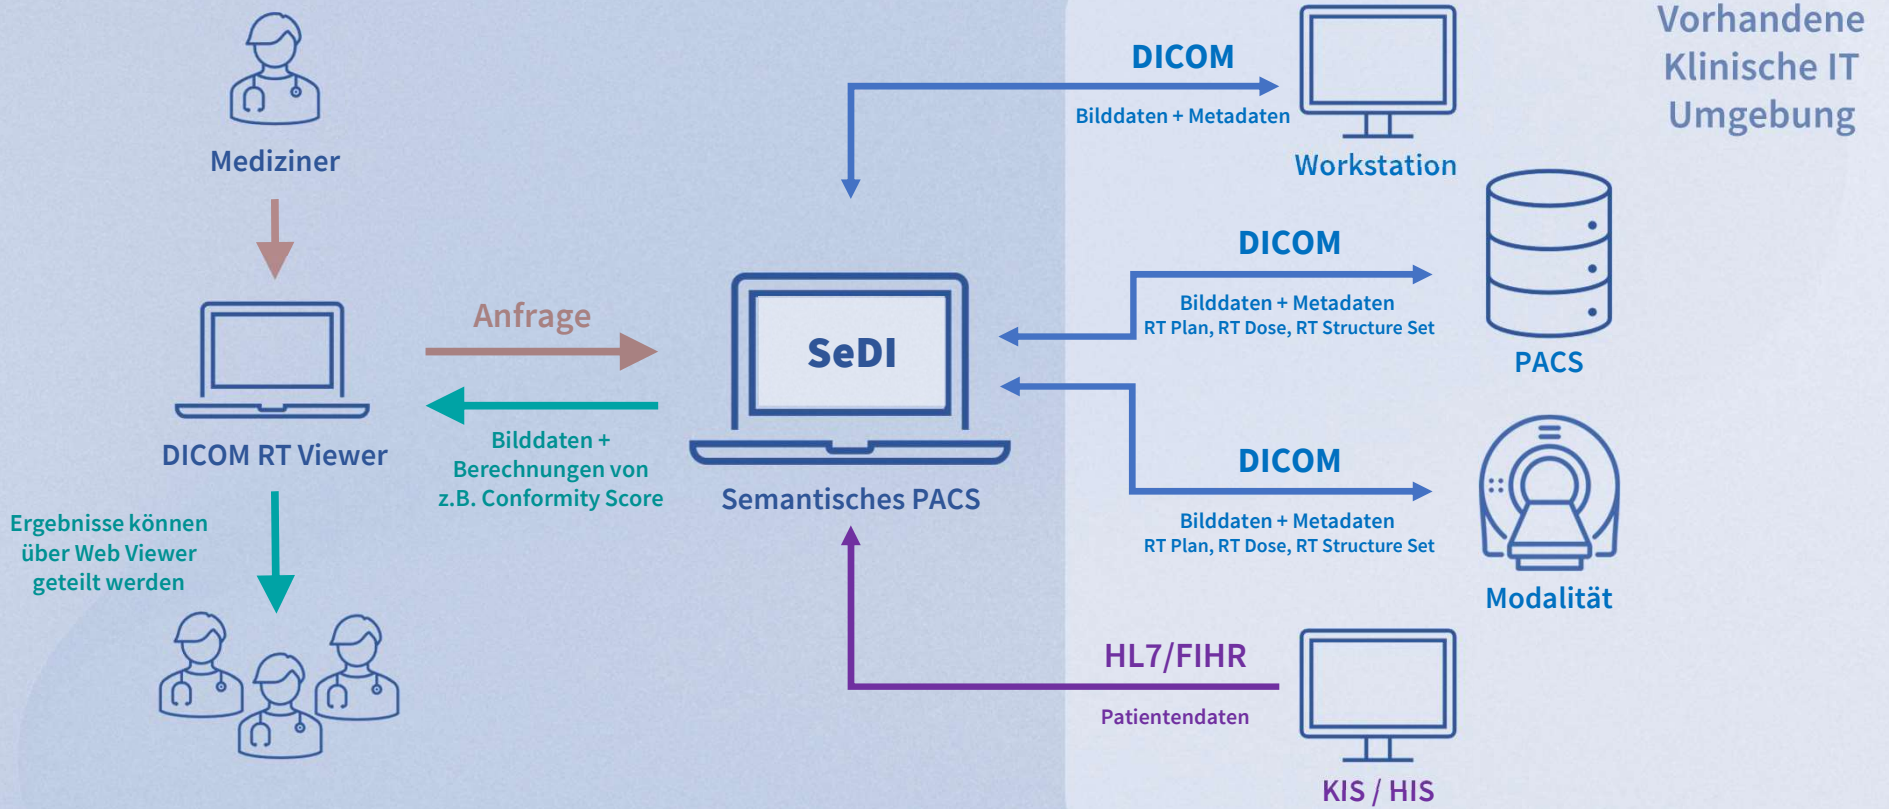 Vorhandene
Klinische IT
Umgebung
Mediziner
DICOM
Bilddaten + Metadaten
Workstation
DICOM
Bilddaten + Metadaten
RT Plan, RT Dose, RT Structure Set
PACS
Anfrage
SeDI
DICOM RT Viewer
Bilddaten +
Berechnungen von
z.B. Conformity Score
Semantisches PACS
DICOM
Bilddaten + Metadaten
RT Plan, RT Dose, RT Structure Set
Modalität
Ergebnisse können
über Web Viewer
geteilt werden
HL7/FIHR
Patientendaten
KIS / HIS